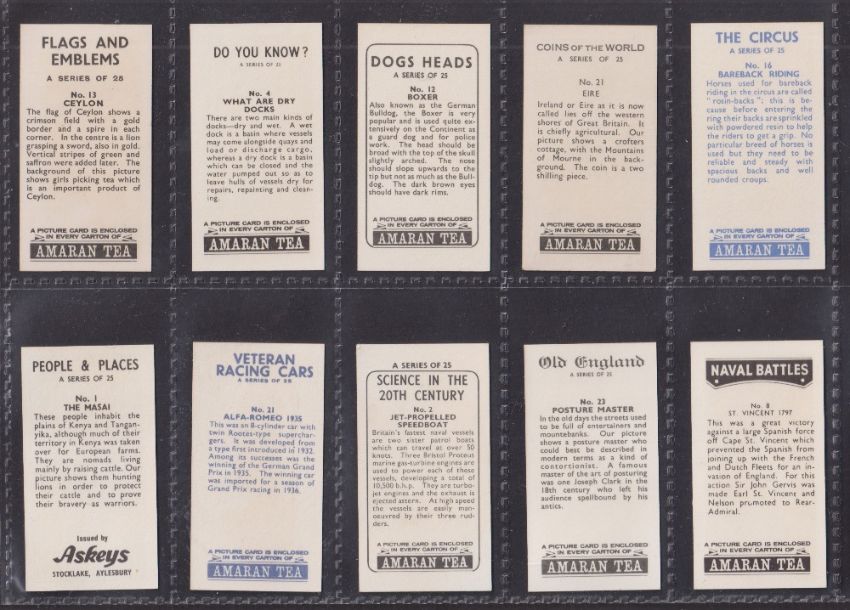 FLAGS AND
EMBLEMS
A SERIES OF 25
No. 13
CEYLON
The flag of Ceylon shows a
crimson field with a gold
border and a spire in each
corner. In the centre is a lion
grasping a sword, also in gold.
Vertical stripes of green and
saffron were added later. The
background of this picture
shows girls picking tea which
is an important product of
Ceylon.
A PICTURE CARD IS ENCLOSED
IN EVERY CARTON OF
AMARAN TEA
DO YOU KNOW?
A SERIES OF 25
No. 4
WHAT ARE DRY
DOCKS
There are two main kinds of
docks—dry and wet. A wet
dock is a basin where vessels
may come alongside quays and
load or discharge cargo,
whereas a dry dock is a basin
which can be closed and the
water pumped out so as to
leave hulls of vessels dry for
repairs, repainting and clean-
ing.
A PICTURE CARD IS ENCLOSED
IN EVERY CARTON OF
AMARAN TEA
DOGS HEADS
A SERIES OF 25
No. 12
BOXER
Also known as the German
Bulldog, the Boxer is very
popular and is used quite ex-
tensively on the Continent as
a guard dog and for police
work. The head should be
broad with the top of the skull
slightly arched. The nose
should slope upwards to the
tip but not as much as the Bull-
dog. The dark brown eyes
should have dark rims.
A PICTURE CARD IS ENCLOSED
IN EVERY CARTON OF
AMARAN TEA
COINS OF THE WORLD
A SERIES OF 25
No. 21
EIRE
Ireland or Eire as it is now
called lies off the western
shores of Great Britain. It
is chiefly agricultural. Our
picture shows a crofters
cottage, with the Mountains
of Mourne in the back-
ground. The coin is a two
shilling piece.
A PICTURE CARD IS ENCLOSED
IN EVERY CARTON OF
AMARAN TEA
THE CIRCUS
A SERIES OF 25
No. 16
BAREBACK RIDING
Horses used for bareback
riding in the circus are called
"rosin-backs"; this is be-
cause before entering the
ring their backs are sprinkled
with powdered resin to help
the riders to get a grip. No
particular breed of horses is
used but they need to be
reliable and steady with
spacious backs and well
rounded croups.
A PICTURE CARD IS ENCLOSED
IN EVERY CARTON OF
AMARAN TEA
PEOPLE & PLACES
A SERIES OF 25
No. 1
THE MASAI
These people inhabit the
plains of Kenya and Tangan-
yika, although much of their
territory in Kenya was taken
over for European farms.
They are nomads living
mainly by raising cattle. Our
picture shows them hunting
lions in order to protect
their cattle and to prove
their bravery as warriors.
Issued by
Askeys
STOCKLAKE, AYLESBURY
VETERAN
RACING CARS
A SERIES OF 25
No. 21
ALFA-ROMEO 1935
This was an 8-cylinder car with
twin Rootes-type superchar-
gers. It was developed from
a type first introduced in 1932.
Among its successes was the
winning of the German Grand
Prix in 1935. The winning car
was imported for a season of
Grand Prix racing in 1936.
A PICTURE CARD IS ENCLOSED
IN EVERY CARTON OF
AMARAN TEA
A SERIES OF 25
SCIENCE IN THE
20TH CENTURY
No. 2
JET-PROPELLED
SPEEDBOAT
Britain's fastest naval vessels
are two sister patrol boats
which can travel at over 50
knots. Three Bristol Proteus
marine gas-turbine engines are
used to power each of these
vessels, developing a total of
10,500 b.h.p. They are turbo-
jet engines and the exhaust is
ejected astern. At high speed
the vessels are easily man-
oeuvred by their three rud-
ders.
A PICTURE CARD IS ENCLOSED
IN EVERY CARTON OF
AMARAN TEA
Old England
A SERIES OF 25
No. 23
POSTURE MASTER
In the old days the streets used
to be full of entertainers and
mountebanks. Our picture
shows a posture master who
could best be described in
modern terms as a kind of
contortionist. A famous
master of the art of posturing
was one Joseph Clark in the
18th century who left his
audience spellbound by his
antics.
A PICTURE CARD IS ENCLOSED
IN EVERY CARTON OF
AMARAN TEA
NAVAL BATTLES
No. 8
ST. VINCENT 1797
This was a great victory
against a large Spanish force
off Cape St. Vincent which
prevented the Spanish from
joining up with the French
and Dutch Fleets for an in-
vasion of England. For this
action Sir John Gervis was
made Earl St. Vincent and
Nelson promoted to Rear-
Admiral.
A PICTURE CARD IS ENCLOSED
IN EVERY CARTON OF
AMARAN TEA